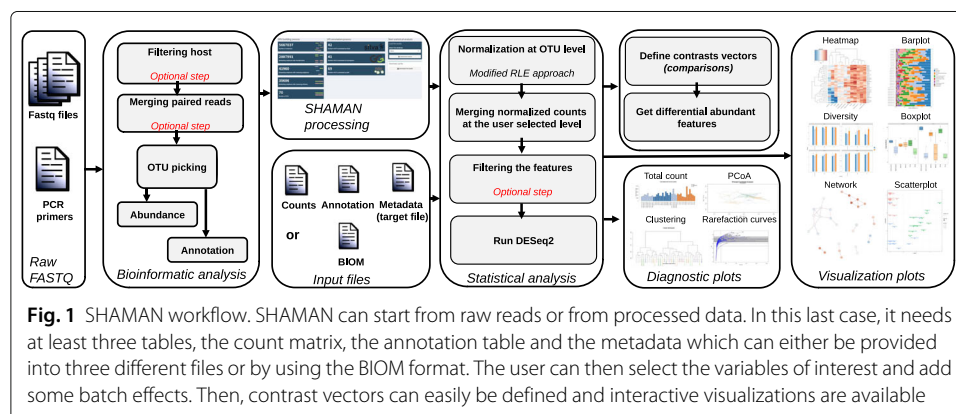 Fastq files
PCR
primers
Raw
FASTQ
Filtering host
Optional step
Merging paired reads
Optional step
OTU picking
Abundance
Annotation
Bioinformatic analysis
SHAMAN
processing
Counts
Annotation
Metadata
(target file)
or
BIOM
Input files
Normalization at OTU level
Modified RLE approach
Merging normalized counts
at the user selected level
Filtering the features
Optional step
Run DESeq2
Statistical analysis
Define contrasts vectors
(comparisons)
Get differential abundant
features
Total count
PCoA
Clustering
Rarefaction curves
Diagnostic plots
Heatmap
Barplot
Diversity
Boxplot
Network
Scatterplot
Visualization plots
Fig. 1 SHAMAN workflow. SHAMAN can start from raw reads or from processed data. In this last case, it needs
at least three tables, the count matrix, the annotation table and the metadata which can either be provided
into three different files or by using the BIOM format. The user can then select the variables of interest and add
some batch effects. Then, contrast vectors can easily be defined and interactive visualizations are available